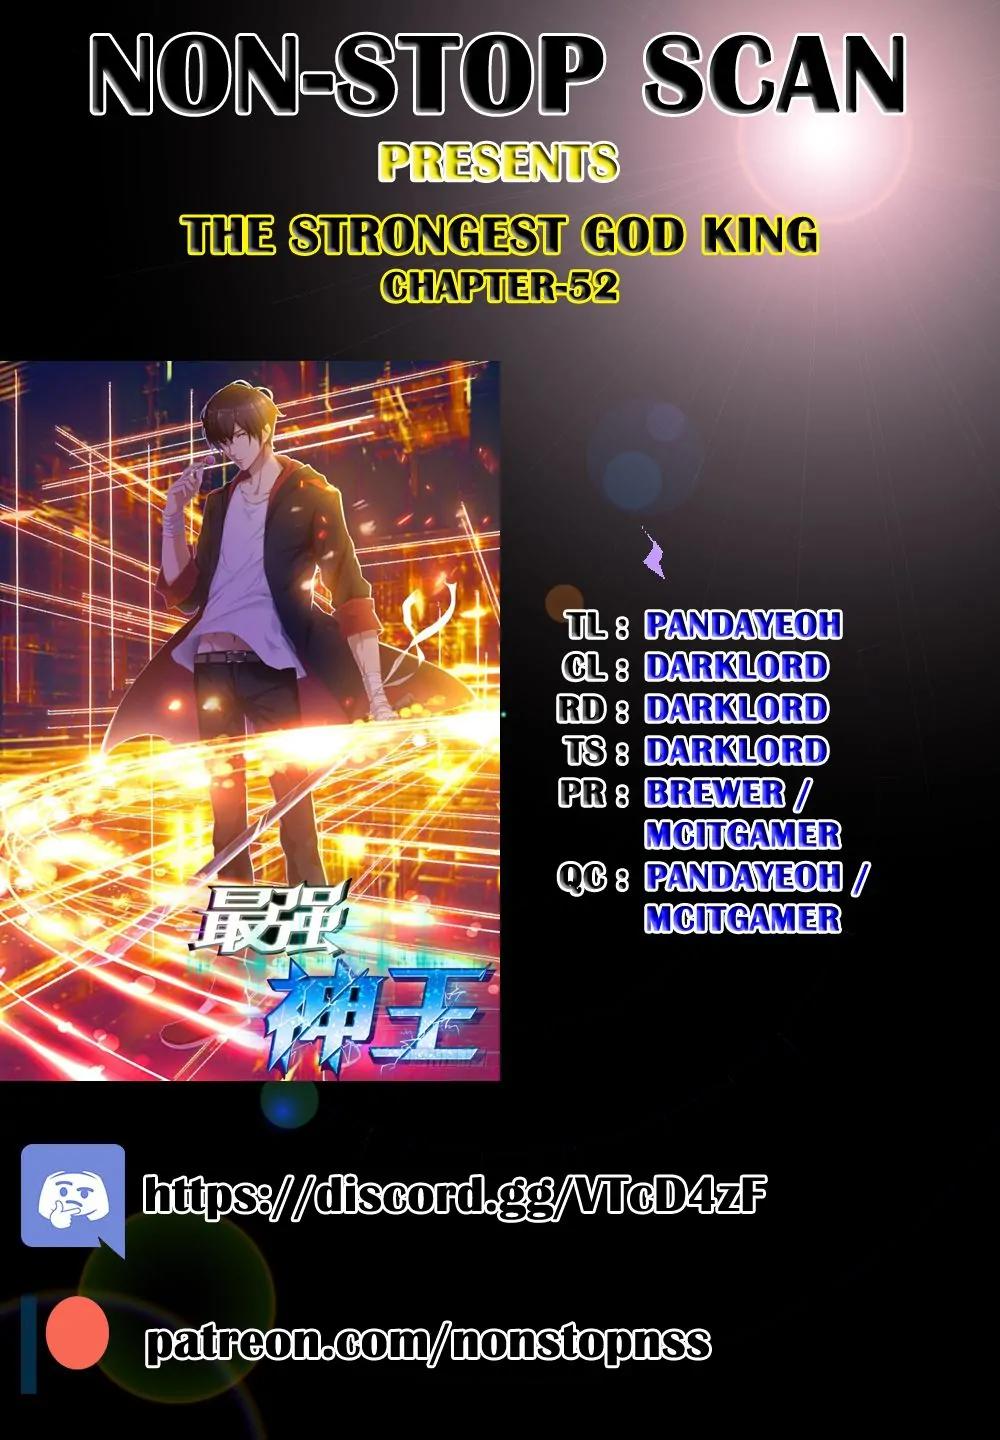 NON-STOP SCAN
PRESENTS
THE STRONGEST GOD KING
CHAPTER-52
最强
神王
TL : PANDAYEOH
CL : DARKLORD
RD : DARKLORD
TS : DARKLORD
PR : BREWER /
MCITGAMER
QC : PANDAYEOH /
MCITGAMER
https://discord.gg/VTcD4zF
patreon.com/nonstopnss